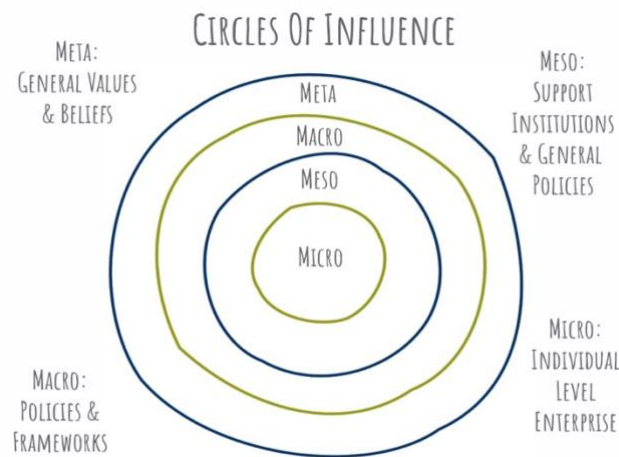 Circles Of Influence
Meta:
General Values
& Beliefs
Meso:
Support
Institutions
& General
Policies
Meta
Macro
Meso
Micro
Macro:
Policies &
Frameworks
Micro:
Individual
Level
Enterprise